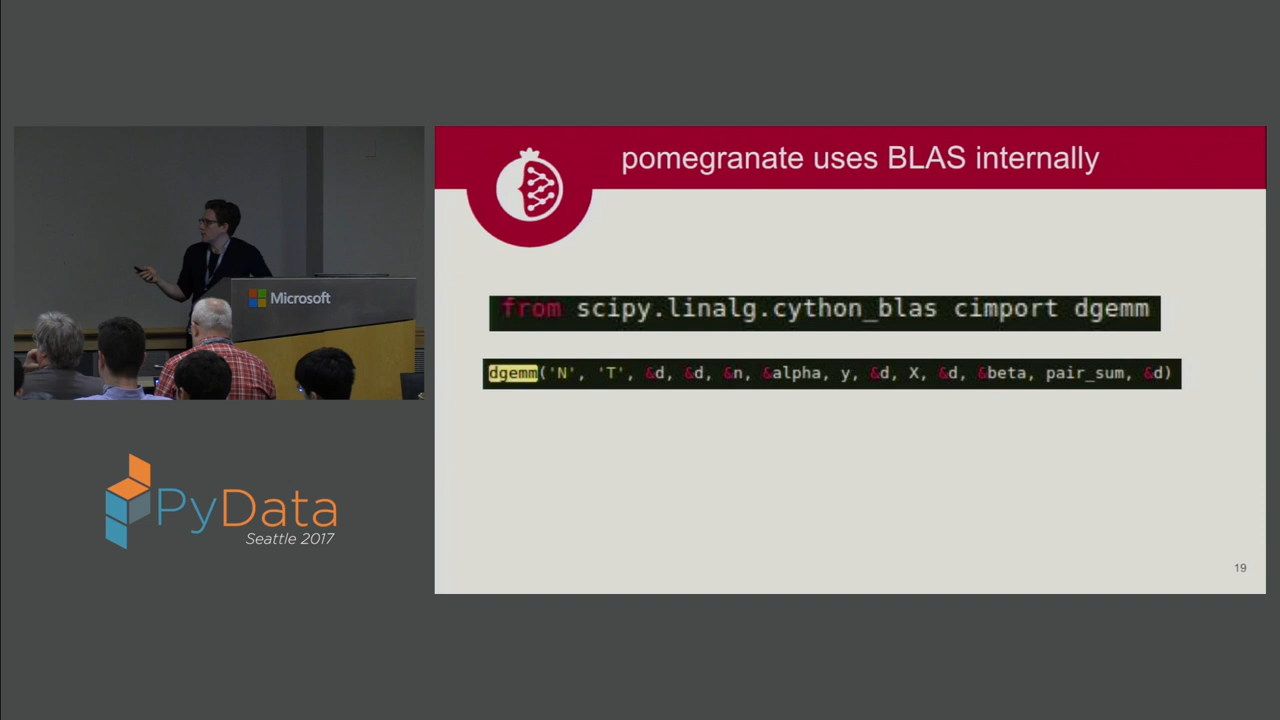 pomegranate uses BLAS internally
Microsoft
from scipy.linalg.cython_blas cimport dgemm
dgemm('N', 'T', &d, &d, &n, &alpha, y, &d, X, &d, &beta, pair_sum, &d)
PyData
Seattle 2017
19